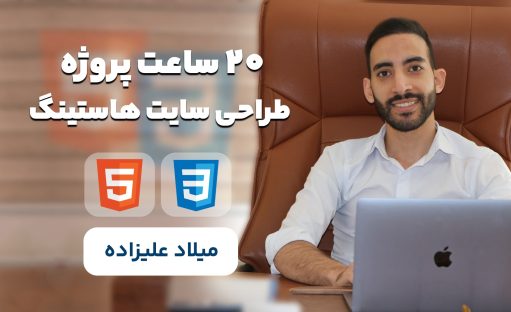 ۲۰ ساعت پروژه
طراحی سایت هاستینگ
5
3
میلاد علیزاده